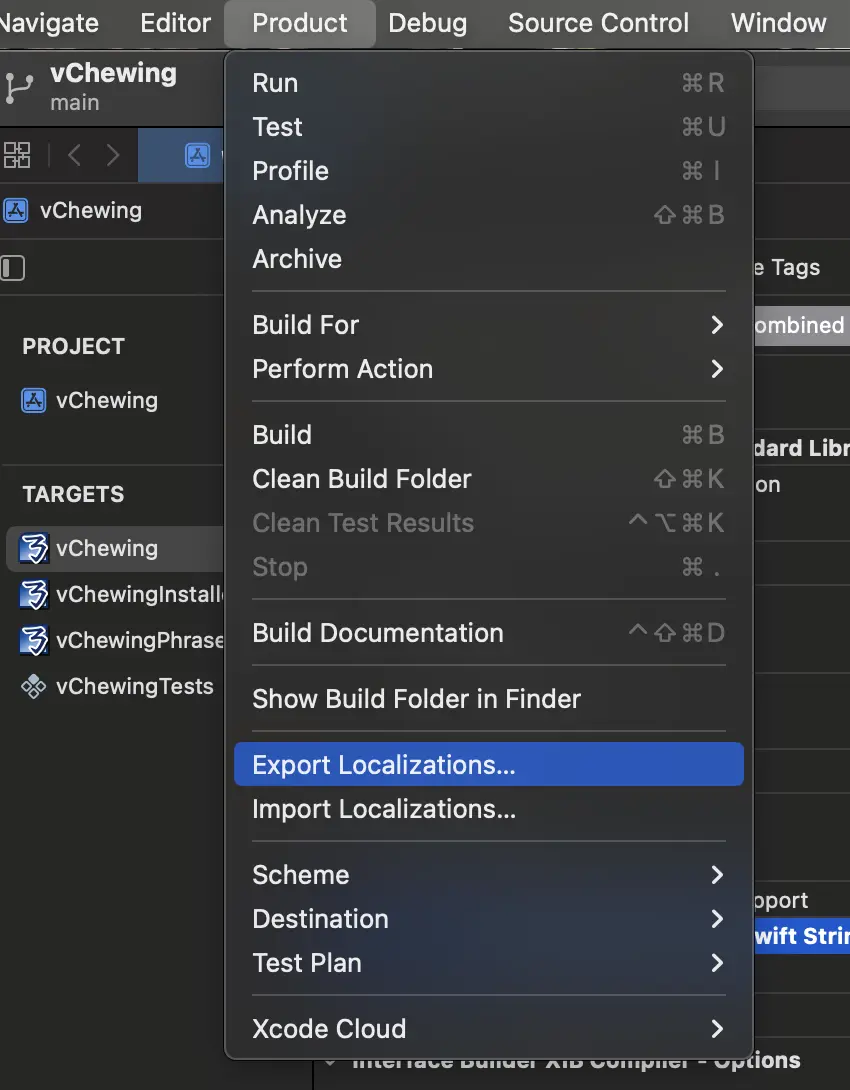 Navigate Editor Product Debug Source Control Window
vChewing
main
vChewing
PROJECT
vChewing
TARGETS
vChewing
vChewingInstall
vChewingPhrase
vChewingTests
Run ⌘R
Test ⌘U
Profile ⌘I
Analyze ⇧⌘B
Archive
Build For
Perform Action
Build ⌘B
Clean Build Folder ⇧⌘K
Clean Test Results ^⌥⌘K
Stop ⌘.
Build Documentation ^⇧⌘D
Show Build Folder in Finder
Export Localizations...
Import Localizations...
Scheme
Destination
Test Plan
Xcode Cloud
e Tags
ombined
dard Libr
on
pport
wift Strin
Interface Builder XIB Compiler - Options